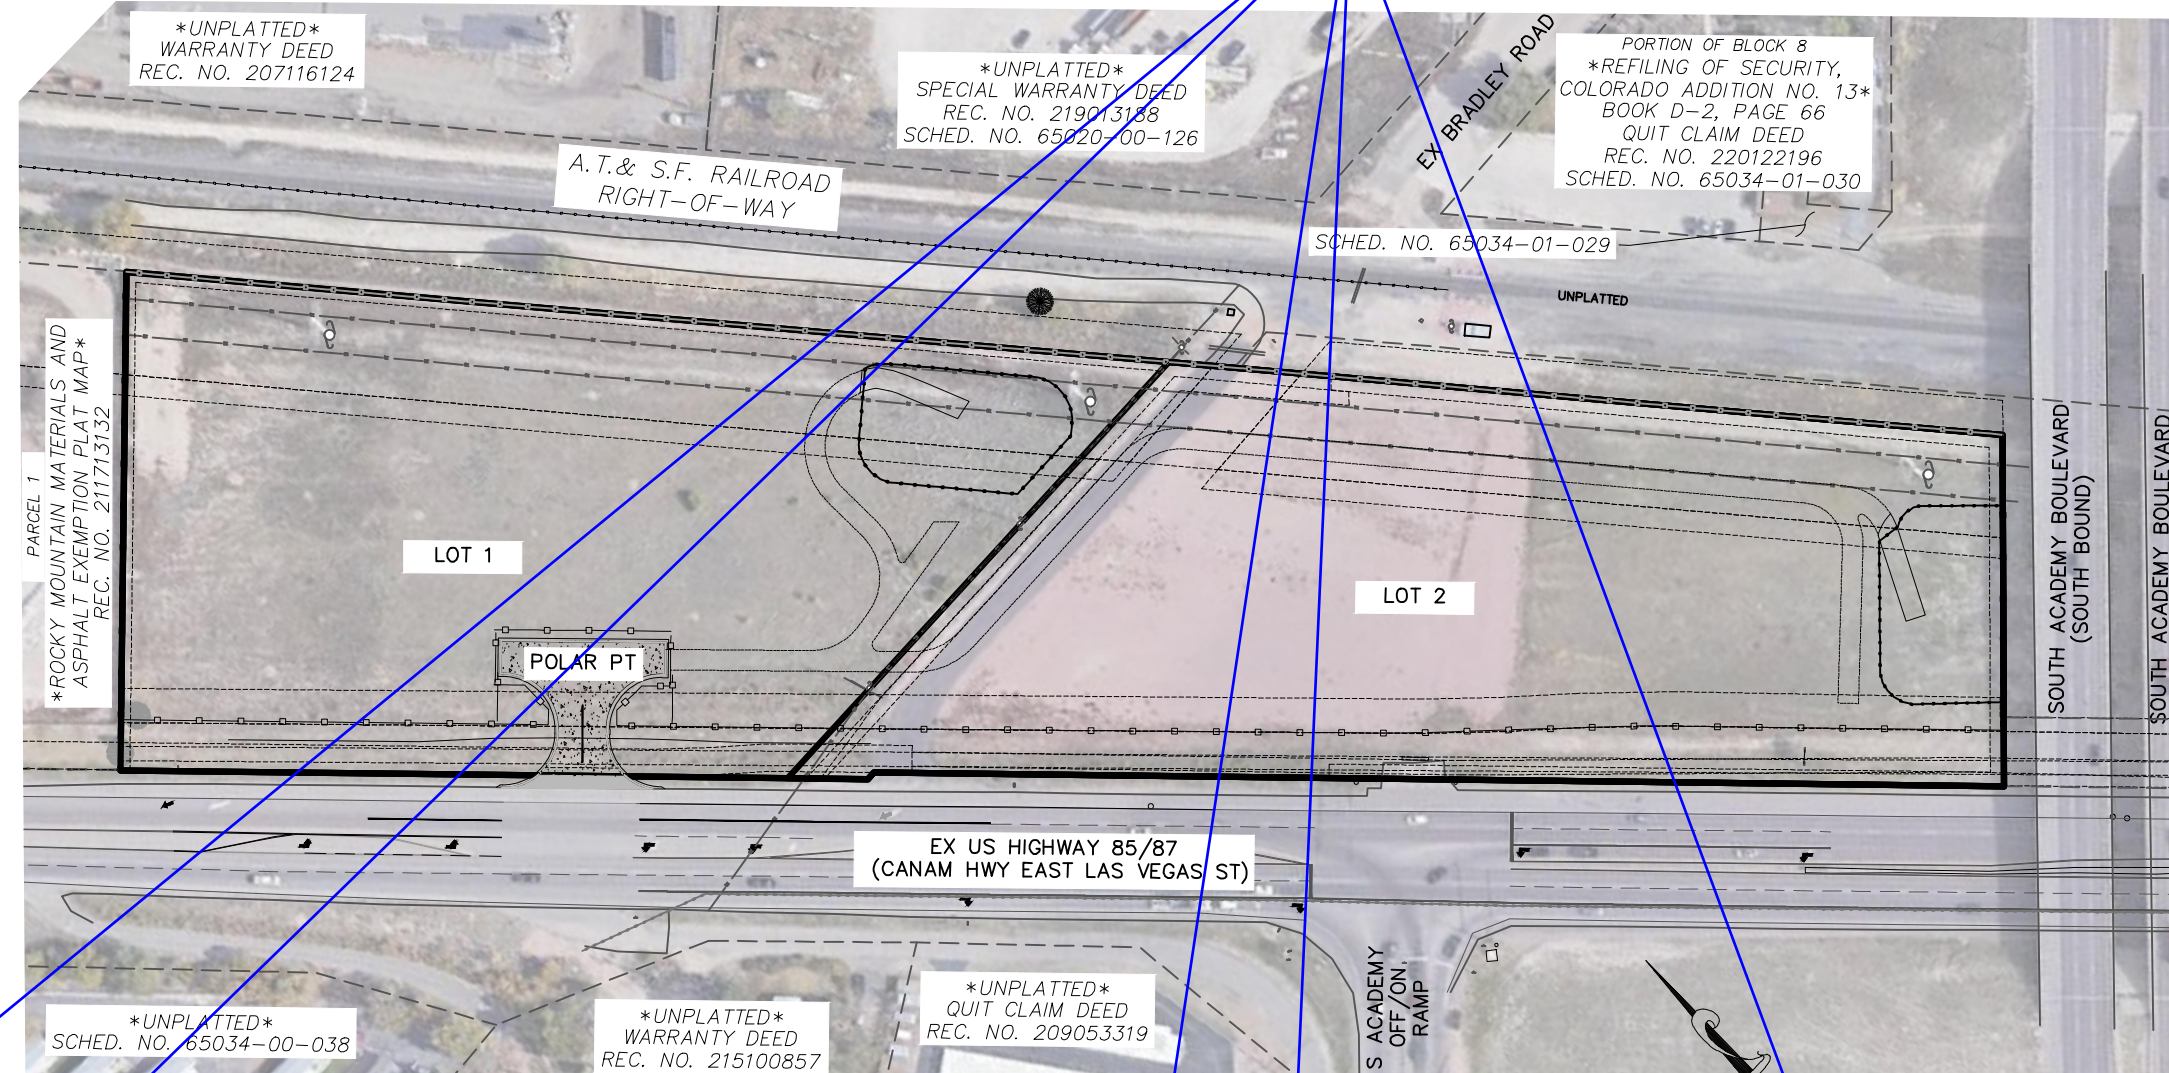 *UNPLATTED*
WARRANTY DEED
REC. NO. 207116124
*UNPLATTED*
SPECIAL WARRANTY DEED
REC. NO. 219013188
SCHED. NO. 65020-00-126
EX BRADLEY ROAD
PORTION OF BLOCK 8
*REFILING OF SECURITY,
COLORADO ADDITION NO. 13*
BOOK D-2, PAGE 66
QUIT CLAIM DEED
REC. NO. 220122196
SCHED. NO. 65034-01-030
A.T.& S.F. RAILROAD
RIGHT-OF-WAY
SCHED. NO. 65034-01-029
UNPLATTED
PARCEL 1
*ROCKY MOUNTAIN MATERIALS AND
ASPHALT EXEMPTION PLAT MAP*
REC. NO. 211713132
LOT 1
LOT 2
POLAR PT
SOUTH ACADEMY BOULEVARD
(SOUTH BOUND)
SOUTH ACADEMY BOULEVARD
EX US HIGHWAY 85/87
(CANAM HWY EAST LAS VEGAS ST)
S ACADEMY
OFF/ON
RAMP
*UNPLATTED*
SCHED. NO. 65034-00-038
*UNPLATTED*
WARRANTY DEED
REC. NO. 215100857
*UNPLATTED*
QUIT CLAIM DEED
REC. NO. 209053319